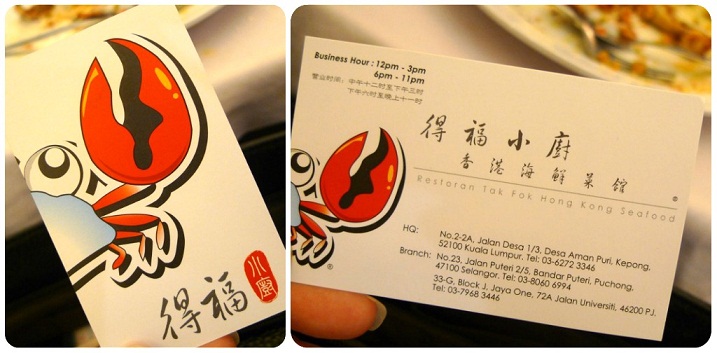 得福
小廚
Business Hour : 12pm - 3pm
6pm - 11pm
营业时间: 中午十二时至下午三时
下午六时至晚上十一时
得福小廚
香港海鮮菜館
Restoran Tak Fok Hong Kong Seafood
HQ: No.2-2A, Jalan Desa 1/3, Desa Aman Puri, Kepong,
52100 Kuala Lumpur, Tel: 03-6272 3346
Branch: No.23, Jalan Puteri 2/5, Bandar Puteri, Puchong,
47100 Selangor. Tel: 03-8060 6994
33-G, Block J, Jaya One, 72A Jalan Universiti, 46200 PJ.
Tel: 03-7968 3446